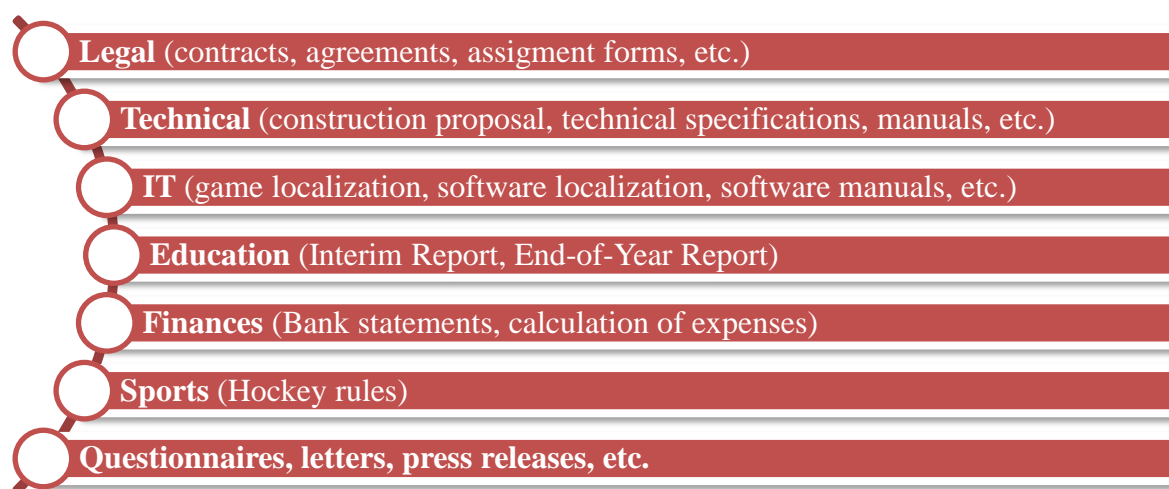 Legal (contracts, agreements, assigment forms, etc.)
Technical (construction proposal, technical specifications, manuals, etc.)
IT (game localization, software localization, software manuals, etc.)
Education (Interim Report, End-of-Year Report)
Finances (Bank statements, calculation of expenses)
Sports (Hockey rules)
Questionnaires, letters, press releases, etc.